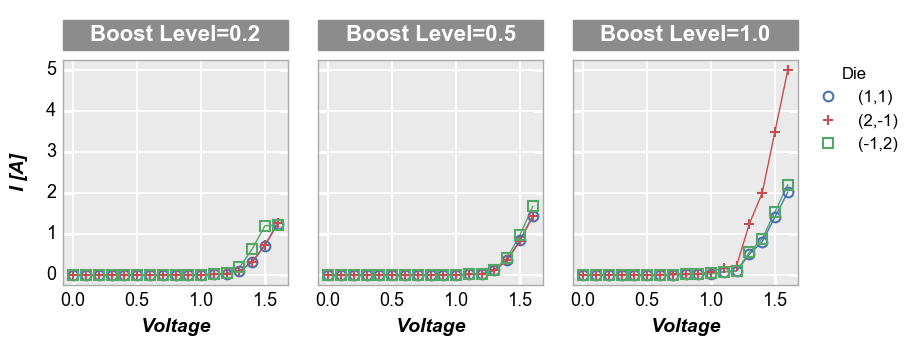 Boost Level=0.2 Boost Level=0.5 Boost Level=1.0
Die
(1,1)
(2,-1)
(-1,2)
I [A]
5
4
3
2
1
0
0.0 0.5 1.0 1.5 0.0 0.5 1.0 1.5 0.0 0.5 1.0 1.5
Voltage Voltage Voltage